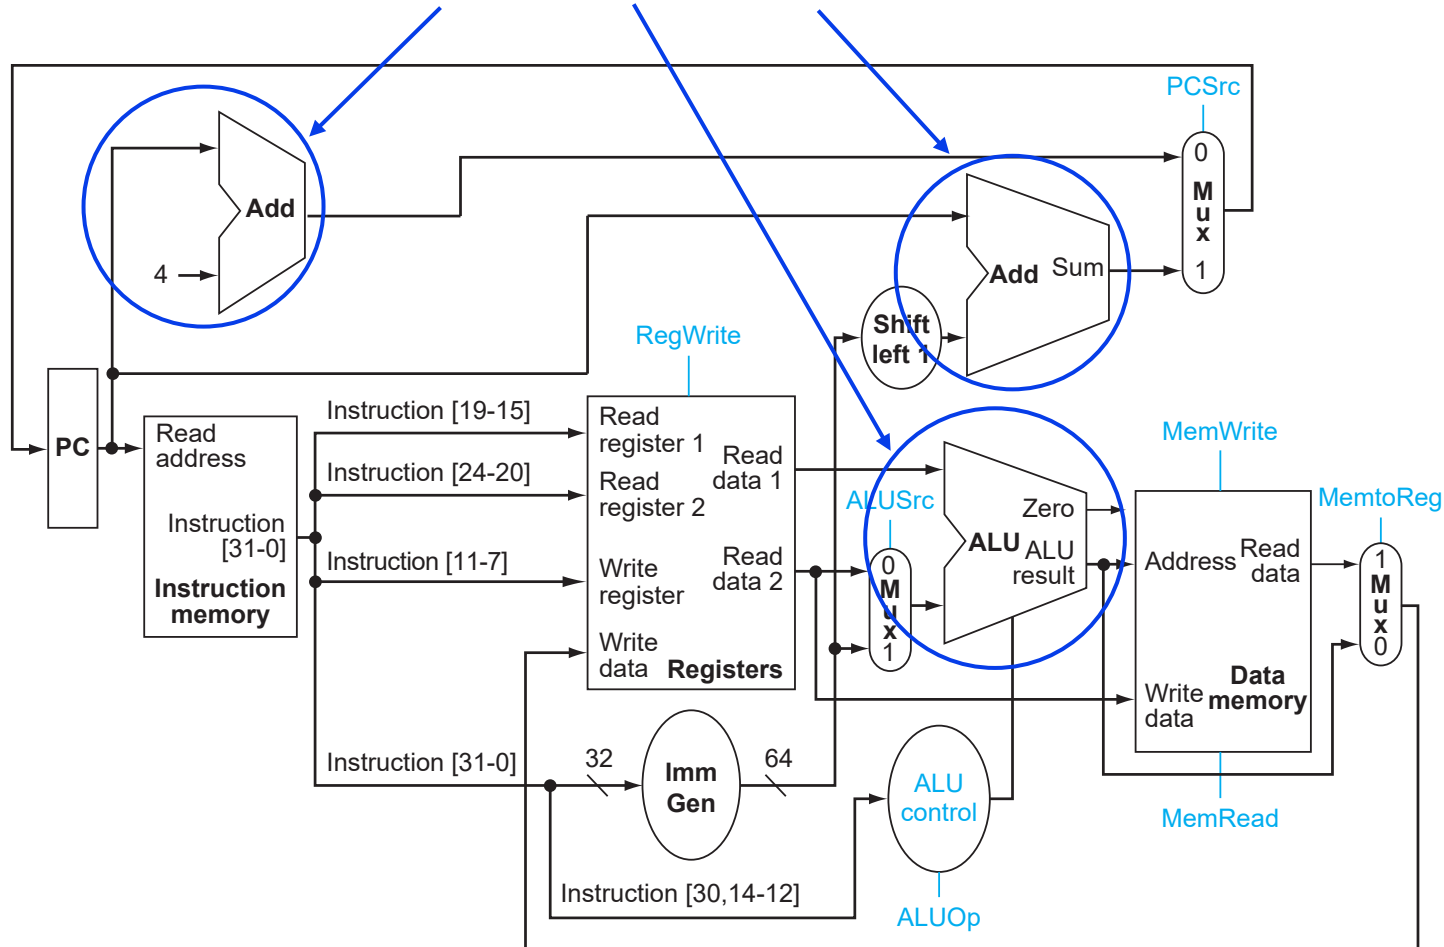 PCSrc
0
M
u
x
1
Add
4
Add Sum
Shift
left 1
RegWrite
PC
Read
address
Instruction
[31-0]
Instruction
memory
Instruction [19-15]
Instruction [24-20]
Instruction [11-7]
Instruction [31-0]
Read
register 1
Read
register 2
Write
register
Write
data
Read
data 1
Read
data 2
Registers
ALUSrc
0
M
u
x
1
Zero
ALU
ALU
result
MemWrite
Address
Read
data
Write
data
Data
memory
MemRead
MemtoReg
1
M
u
x
0
32
Imm
Gen
64
ALU
control
Instruction [30,14-12]
ALUOp